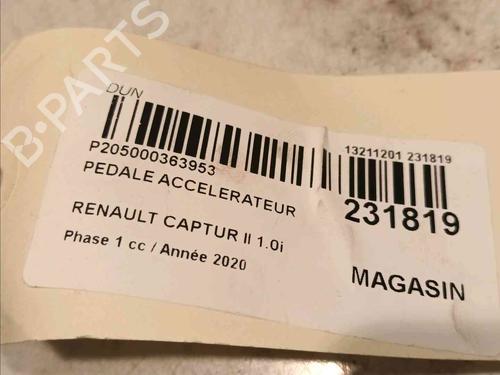 B-PARTS
DUN
P205000363953
PEDALE ACCELERATEUR
RENAULT CAPTUR II 1.0i
Phase 1 cc / Année 2020
13211201 231819
231819
MAGASIN